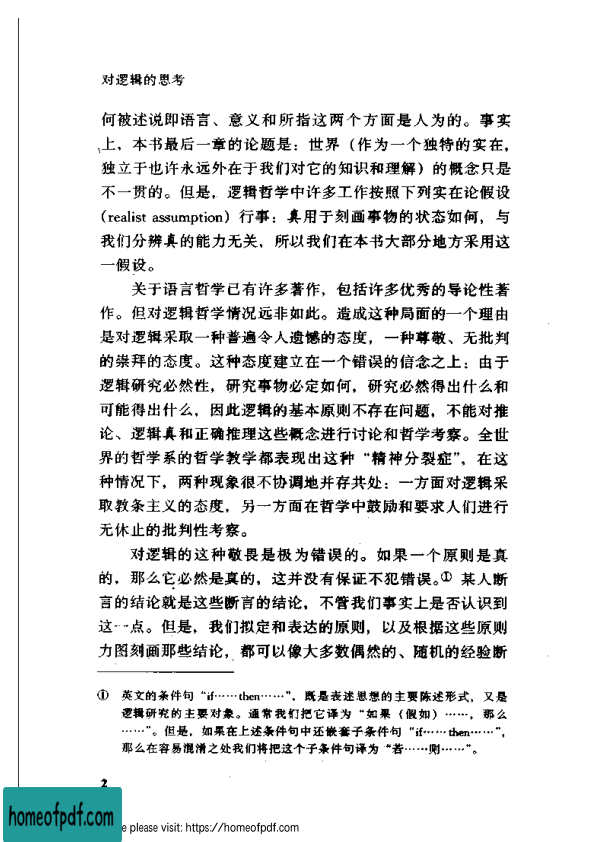 对逻辑的思考
何被述说即语言、意义和所指这两个方面是人为的。事实
上，本书最后一章的论题是：世界（作为一个独特的实在，
独立于也许永远外在于我们对它的知识和理解）的概念只是
不一贯的。但是，逻辑哲学中许多工作按照下列实在论假设
(realist assumption) 行事：真用于刻画事物的状态如何，与
我们分辨真的能力无关，所以我们在本书大部分地方采用这
一假设。
关于语言哲学已有许多著作，包括许多优秀的导论性著
作。但对逻辑哲学情况远非如此。造成这种局面的一个理由
是对逻辑采取一种普遍令人遗憾的态度，一种尊敬、无批判
的崇拜的态度。这种态度建立在一个错误的信念之上：由于
逻辑研究必然性，研究事物必定如何，研究必然得出什么和
可能得出什么，因此逻辑的基本原则不存在问题，不能对推
论、逻辑真和正确推理这些概念进行讨论和哲学考察。全世
界的哲学系的哲学教学都表现出这种“精神分裂症”，在这
种情况下，两种现象很不协调地并存共处：一方面对逻辑采
取教条主义的态度，另一方面在哲学中鼓励和要求人们进行
无休止的批判性考察。
对逻辑的这种敬畏是极为错误的。如果一个原则是真
的，那么它必然是真的，这并没有保证不犯错误。① 某人断
言的结论就是这些断言的结论，不管我们事实上是否认识到
这一点。但是，我们拟定和表达的原则，以及根据这些原则
力图刻画那些结论，都可以像大多数偶然的、随机的经验断
① 英文的条件句“if……then……”，既是表述思想的主要陈述形式，又是
逻辑研究的主要对象。通常我们把它译为“如果（假如）……，那么
……”。但是，如果在上述条件句中还嵌套子条件句“if……then……”，
那么在容易混淆之处我们将把这个子条件句译为“若……则……”。
2
homeofpdf.com
e please visit: https://homeofpdf.com